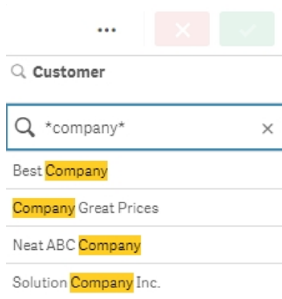 Customer
*company*
Best Company
Company Great Prices
Neat ABC Company
Solution Company Inc.